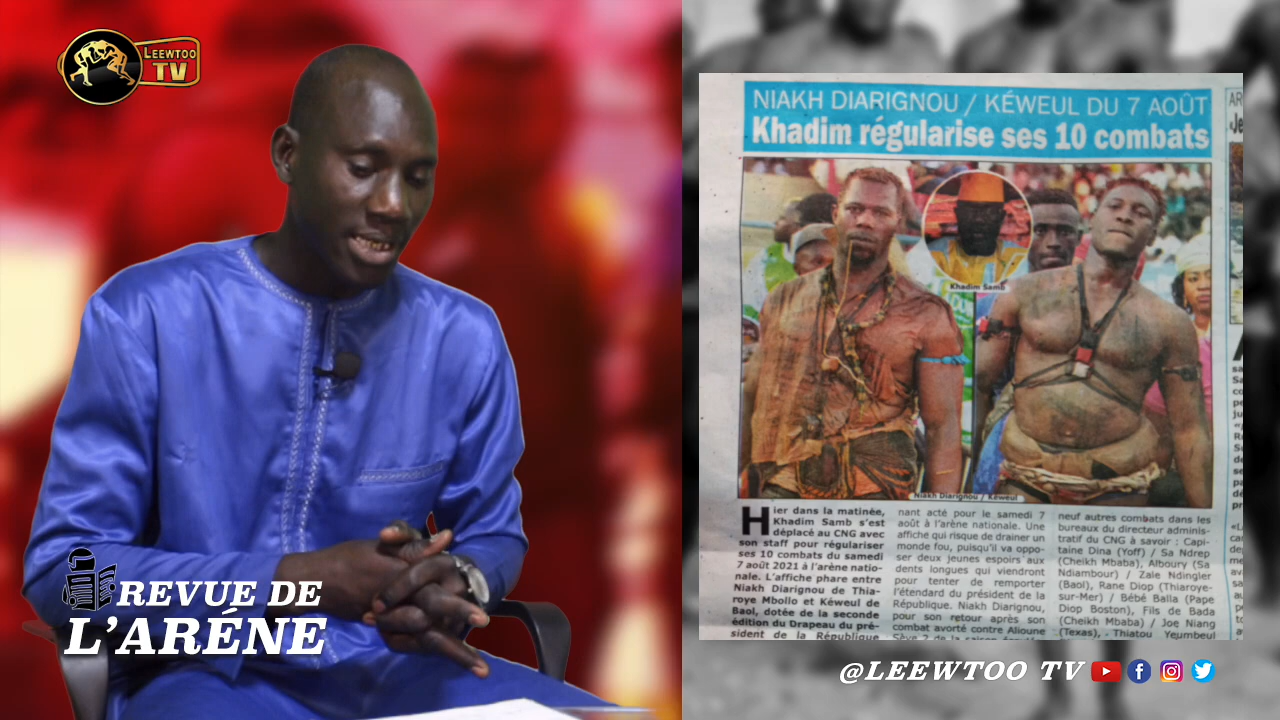 LEEWTOO
TV
REVUE DE
L'ARÉNE
NIAKH DIARIGNOU / KÉWEUL DU 7 AOÛT
Khadim régularise ses 10 combats
Khadim Samb
Niakh Diarignou / Kéweul
Hier dans la matinée,
Khadim Samb s'est
déplacé au CNG avec
son staff pour régulariser
ses 10 combats du samedi
7 août 2021 à l'arène natio-
nale. L'affiche phare entre
Niakh Diarignou de Thia-
roye Mbollo et Kéweul de
Baol, dotée de la seconde
édition du Drapeau du pré-
sident de la République
nant acté pour le samedi 7
août à l'arène nationale. Une
affiche qui risque de drainer un
monde fou, puisqu'il va oppo-
ser deux jeunes espoirs aux
dents longues qui viendront
pour tenter de remporter
l'étendard du président de la
République. Niakh Diarignou,
pour son retour après son
combat avorté contre Alioune
neuf autres combats dans les
bureaux du directeur adminis-
tratif du CNG à savoir : Capi-
taine Dina (Yoff) / Sa Ndrep
(Cheikh Mbaba), Alboury (Sa
Ndiambour) / Zale Ndingler
(Baol), Rane Diop (Thiaroye-
sur-Mer) / Bébé Balla (Pape
Diop Boston), Fils de Bada
(Cheikh Mbaba) / Joe Niang
(Texas), Thiatou Yeumbeul
AR
@LEEWTOO TV